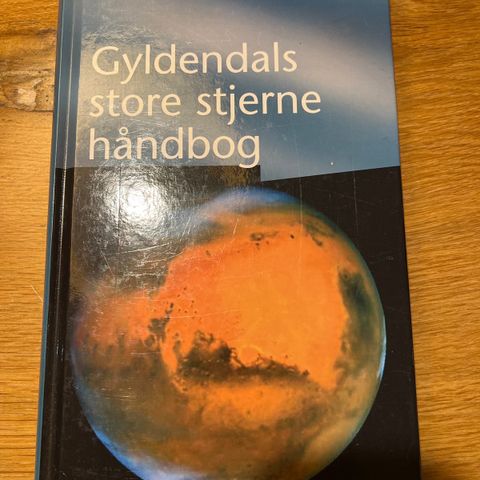 Gyldendals
store stjerne
håndbog